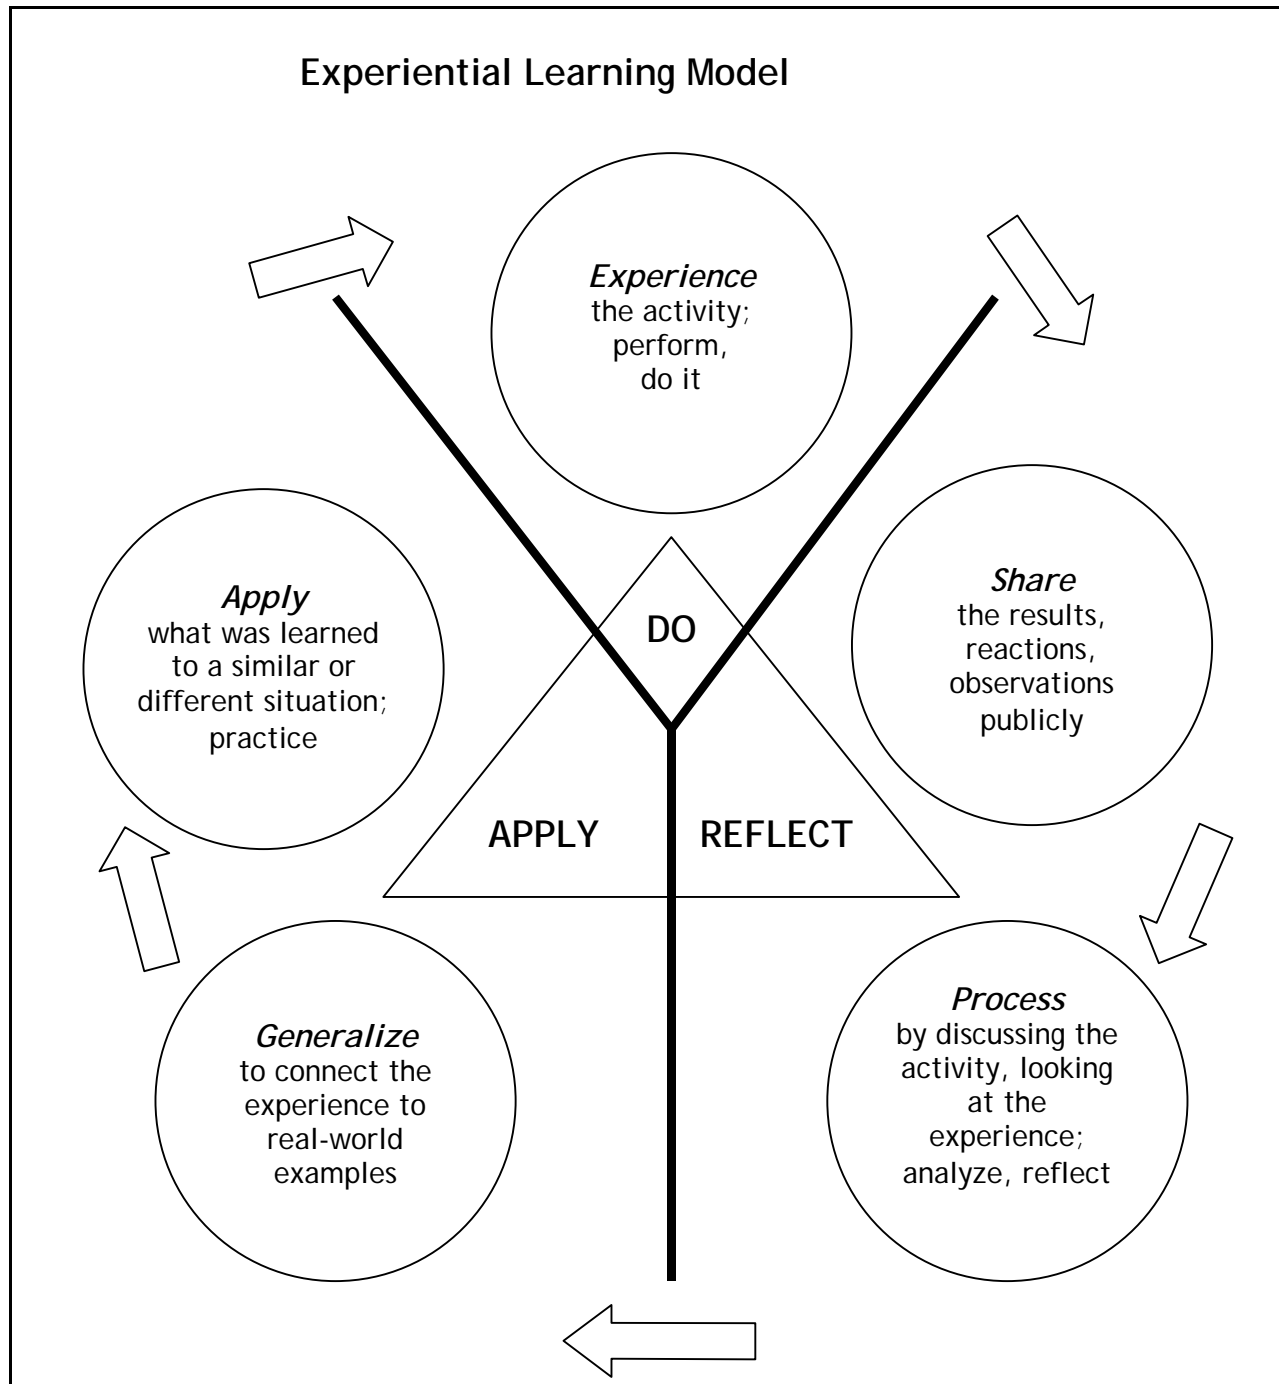 Experiential Learning Model
Experience
the activity;
perform,
do it
Share
the results,
reactions,
observations
publicly
Process
by discussing the
activity, looking
at the
experience;
analyze, reflect
Generalize
to connect the
experience to
real-world
examples
Apply
what was learned
to a similar or
different situation;
practice
DO
APPLY
REFLECT